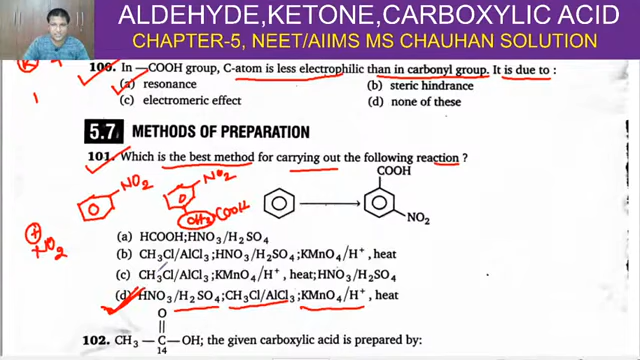 ALDEHYDE,KETONE,CARBOXYLIC ACID
CHAPTER-5, NEET/AIIMS MS CHAUHAN SOLUTION
100. In —COOH group, C-atom is less electrophilic than in carbonyl group. It is due to :
(a) resonance (b) steric hindrance
(c) electromeric effect (d) none of these
5.7 METHODS OF PREPARATION
101. Which is the best method for carrying out the following reaction ?
COOH
NO2 NO2
CH3 COOH
NO2
+NO2
(a) HCOOH;HNO3/H2SO4
(b) CH3Cl/AlCl3;HNO3/H2SO4;KMnO4/H+, heat
(c) CH3Cl/AlCl3;KMnO4/H+, heat;HNO3/H2SO4
(d) HNO3/H2SO4;CH3Cl/AlCl3;KMnO4/H+, heat
O
102. CH3—C—OH; the given carboxylic acid is prepared by:
14